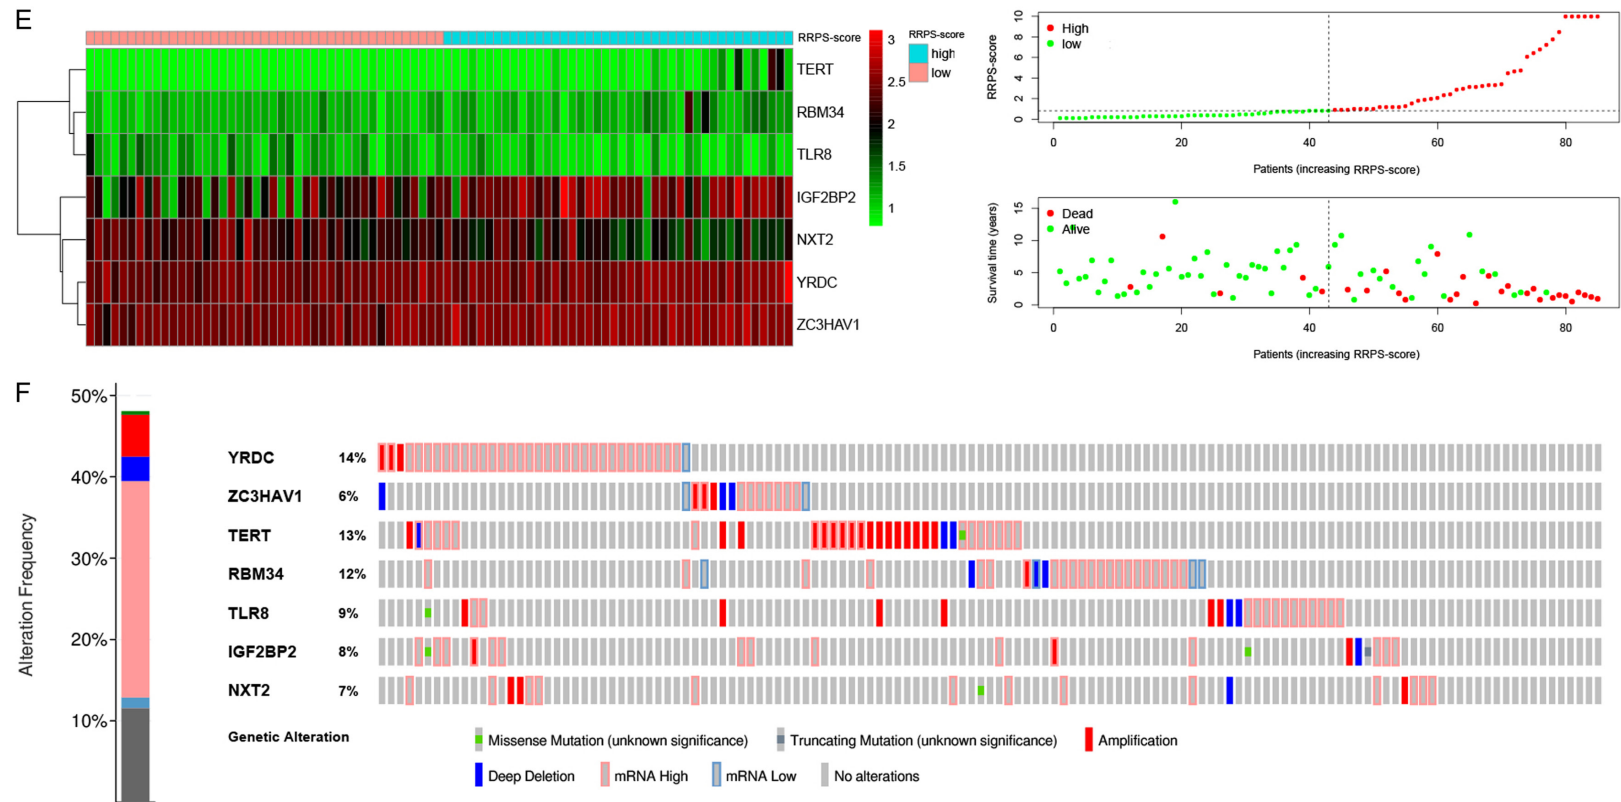 E
RRPS-score
TERT
RBM34
TLR8
IGF2BP2
NXT2
YRDC
ZC3HAV1
3
2.5
2
1.5
1
RRPS-score
high
low
RRPS-score
10
8
6
4
2
0
High
low
0 20 40 60 80
Patients (increasing RRPS-score)
Survival time (years)
15
10
5
0
Dead
Alive
0 20 40 60 80
Patients (increasing RRPS-score)
F
Alteration Frequency
50%
40%
30%
20%
10%
YRDC 14%
ZC3HAV1 6%
TERT 13%
RBM34 12%
TLR8 9%
IGF2BP2 8%
NXT2 7%
Genetic Alteration
Missense Mutation (unknown significance)
Truncating Mutation (unknown significance)
Amplification
Deep Deletion
mRNA High
mRNA Low
No alterations